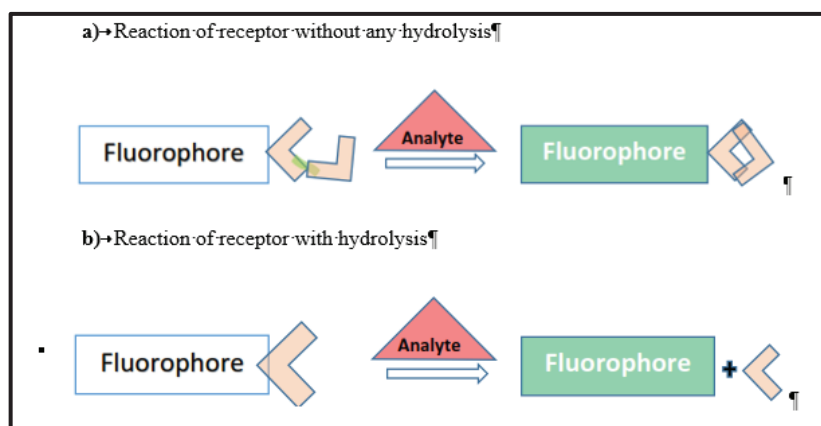 a)→Reaction·of·receptor·without·any·hydrolysis¶
Fluorophore Analyte Fluorophore ¶
b)→Reaction·of·receptor·with·hydrolysis¶
Fluorophore Analyte Fluorophore + ¶